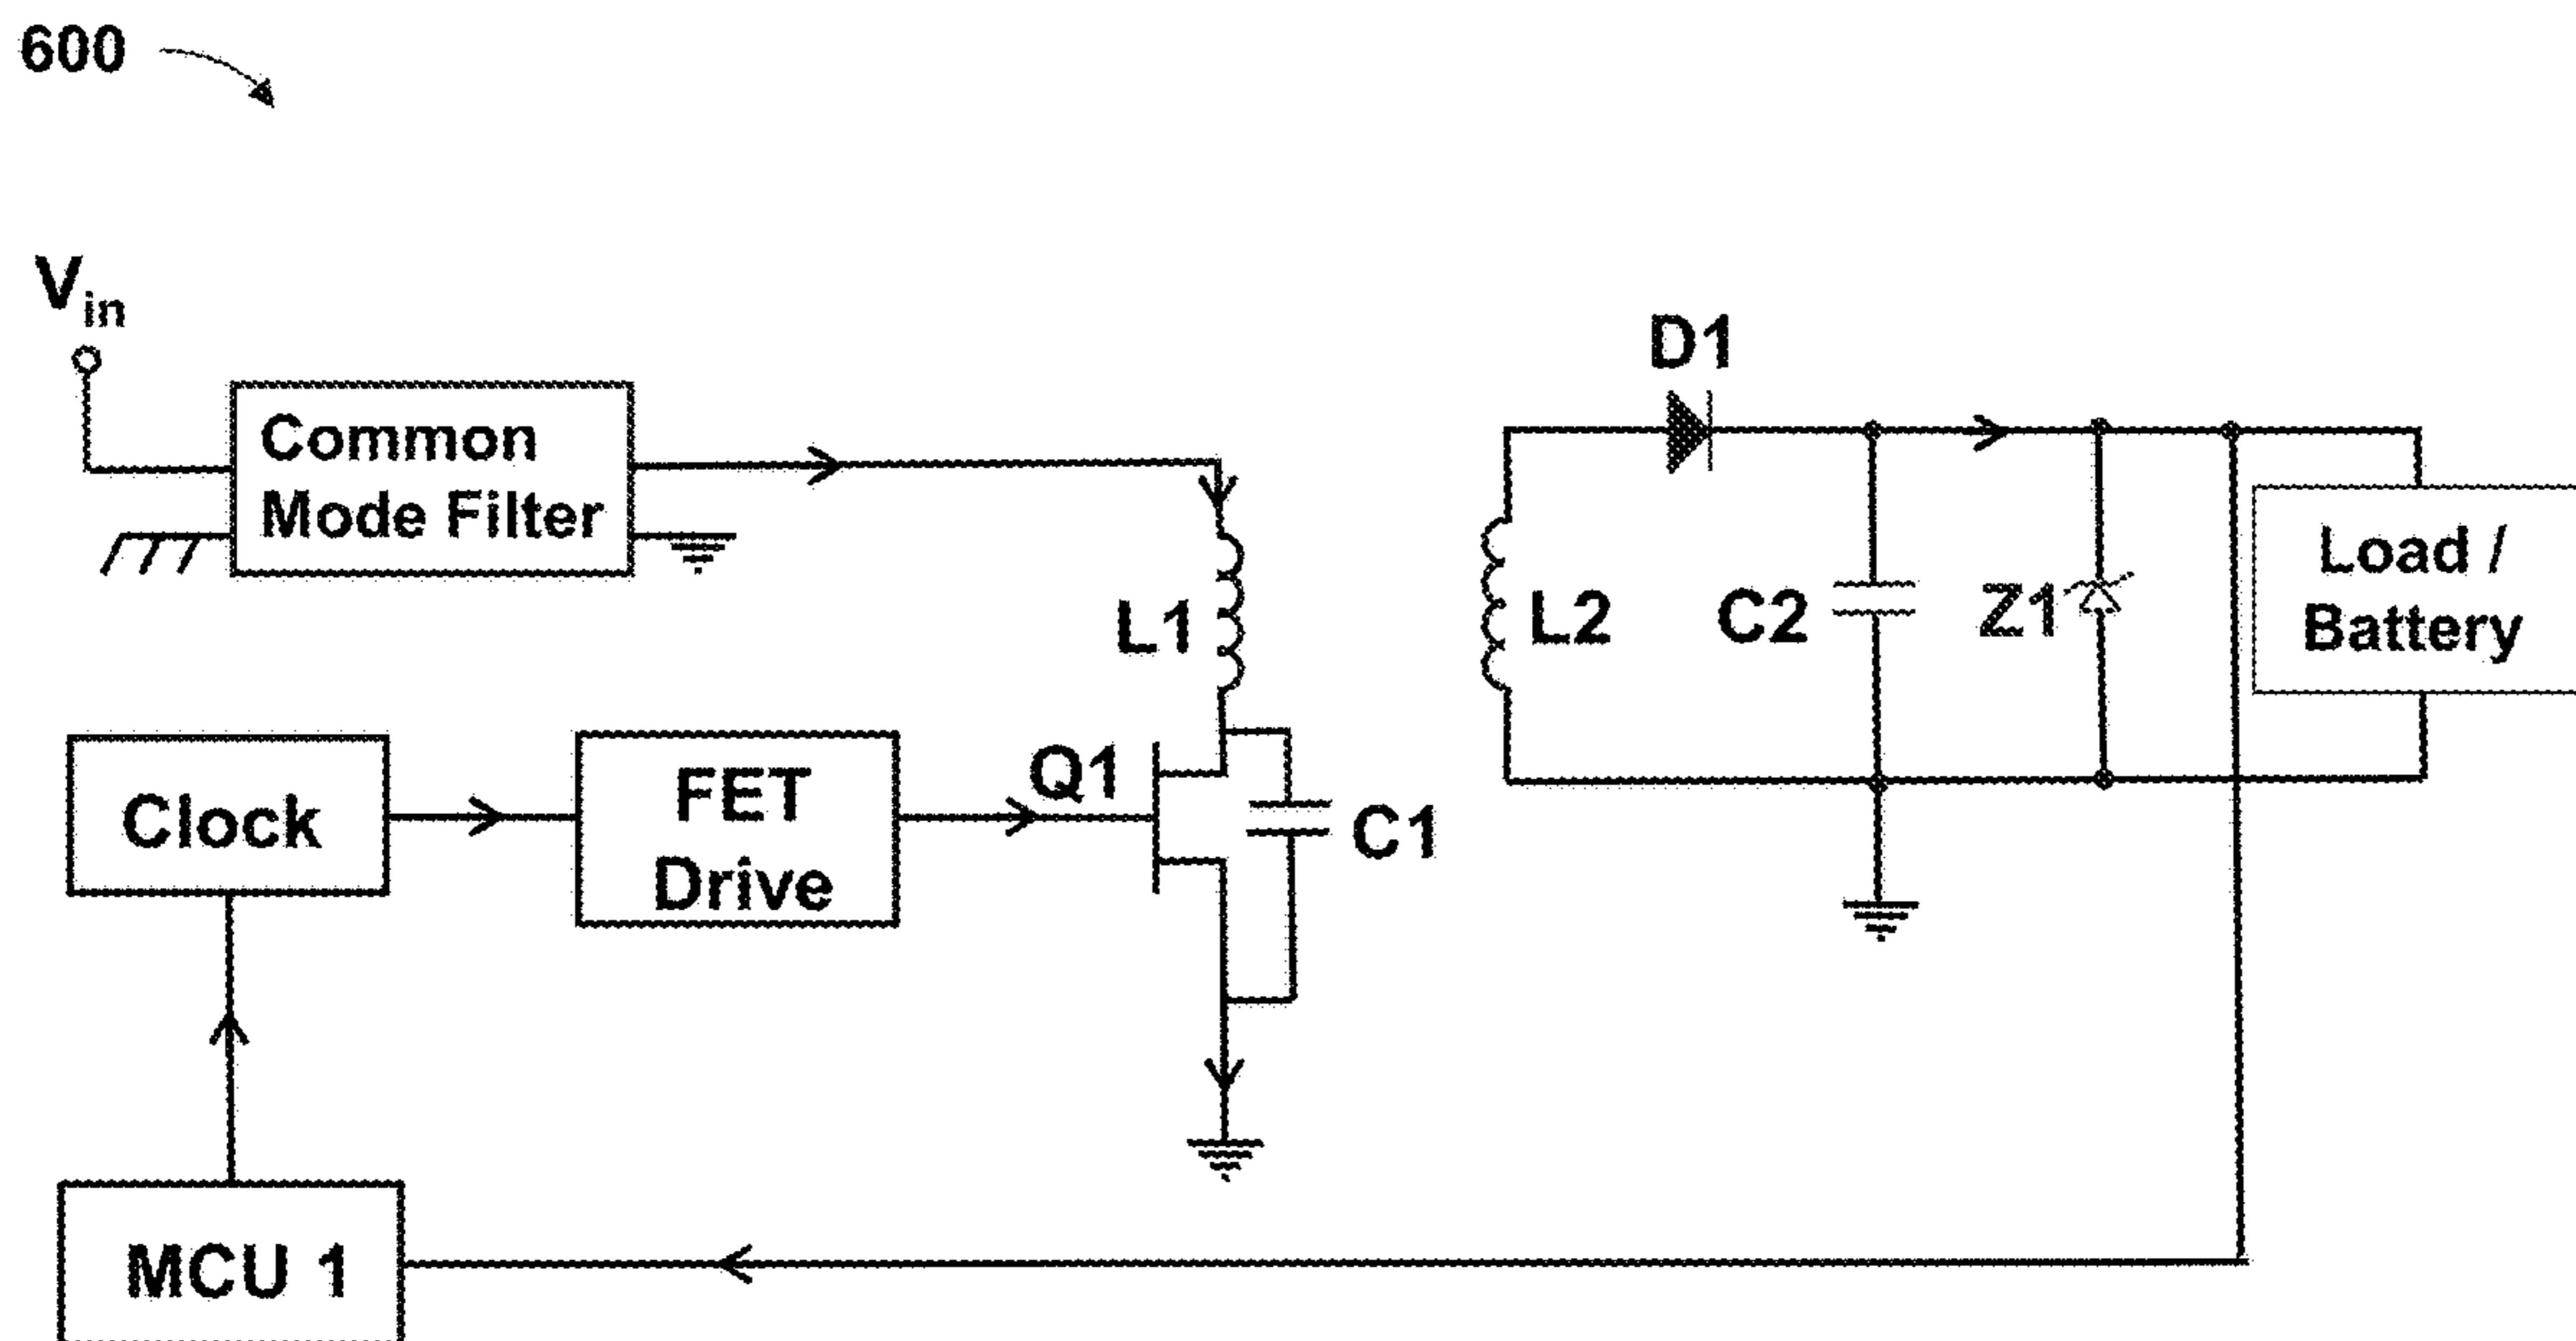 600
Vin
Common
Mode Filter
D1
L1
L2
C2
Z1
Load /
Battery
Clock
FET
Drive
Q1
C1
MCU 1